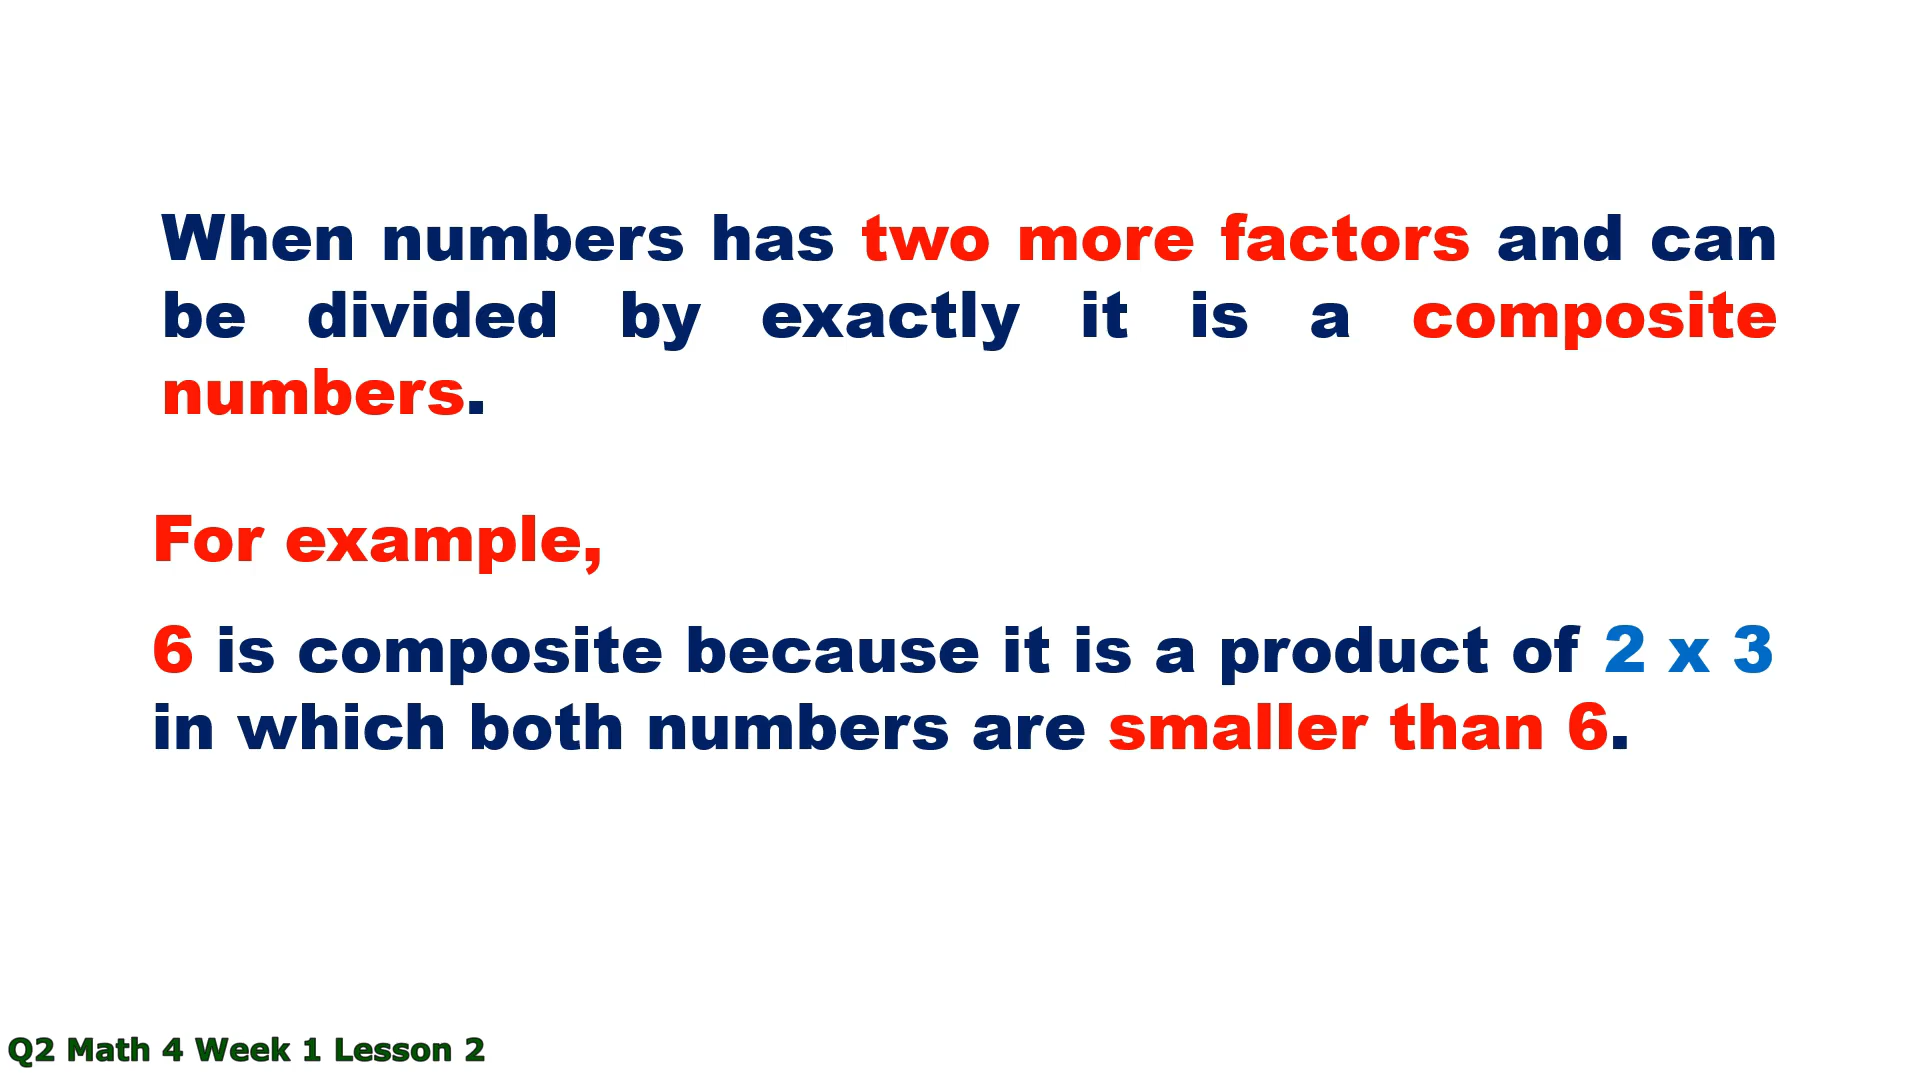 When numbers has two more factors and can
be divided by exactly it is a composite
numbers.
For example,
6 is composite because it is a product of 2 x 3
in which both numbers are smaller than 6.
Q2 Math 4 Week 1 Lesson 2